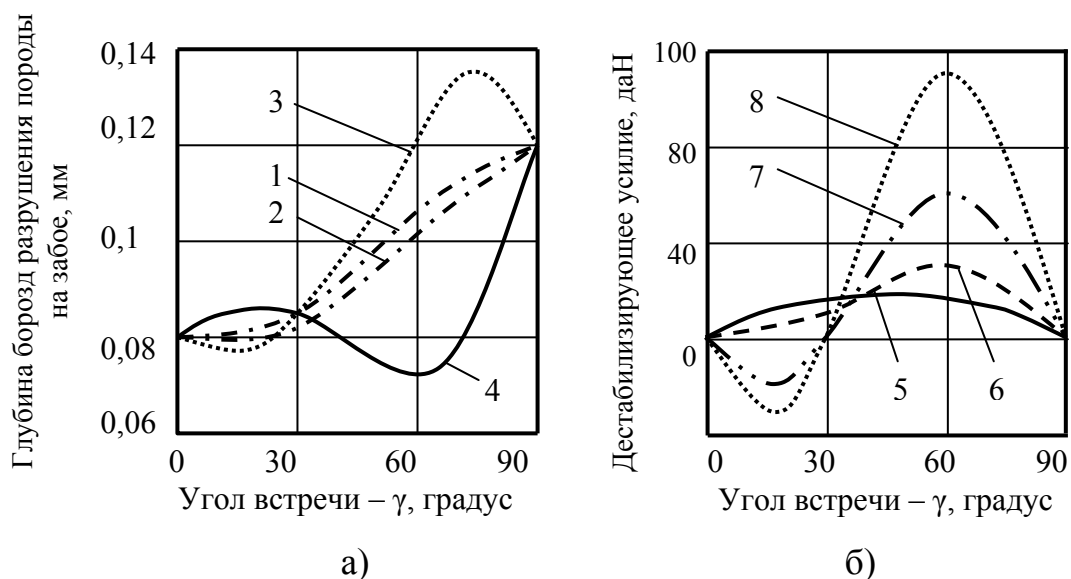 Глубина борозд разрушения породы
на забое, мм
0,14
0,12
0,1
0,08
0,06
3
1
2
4
0 30 60 90
Угол встречи – γ, градус
а)
Дестабилизирующее усилие, даН
100
80
40
0
8
7
5 6
0 30 60 90
Угол встречи – γ, градус
б)